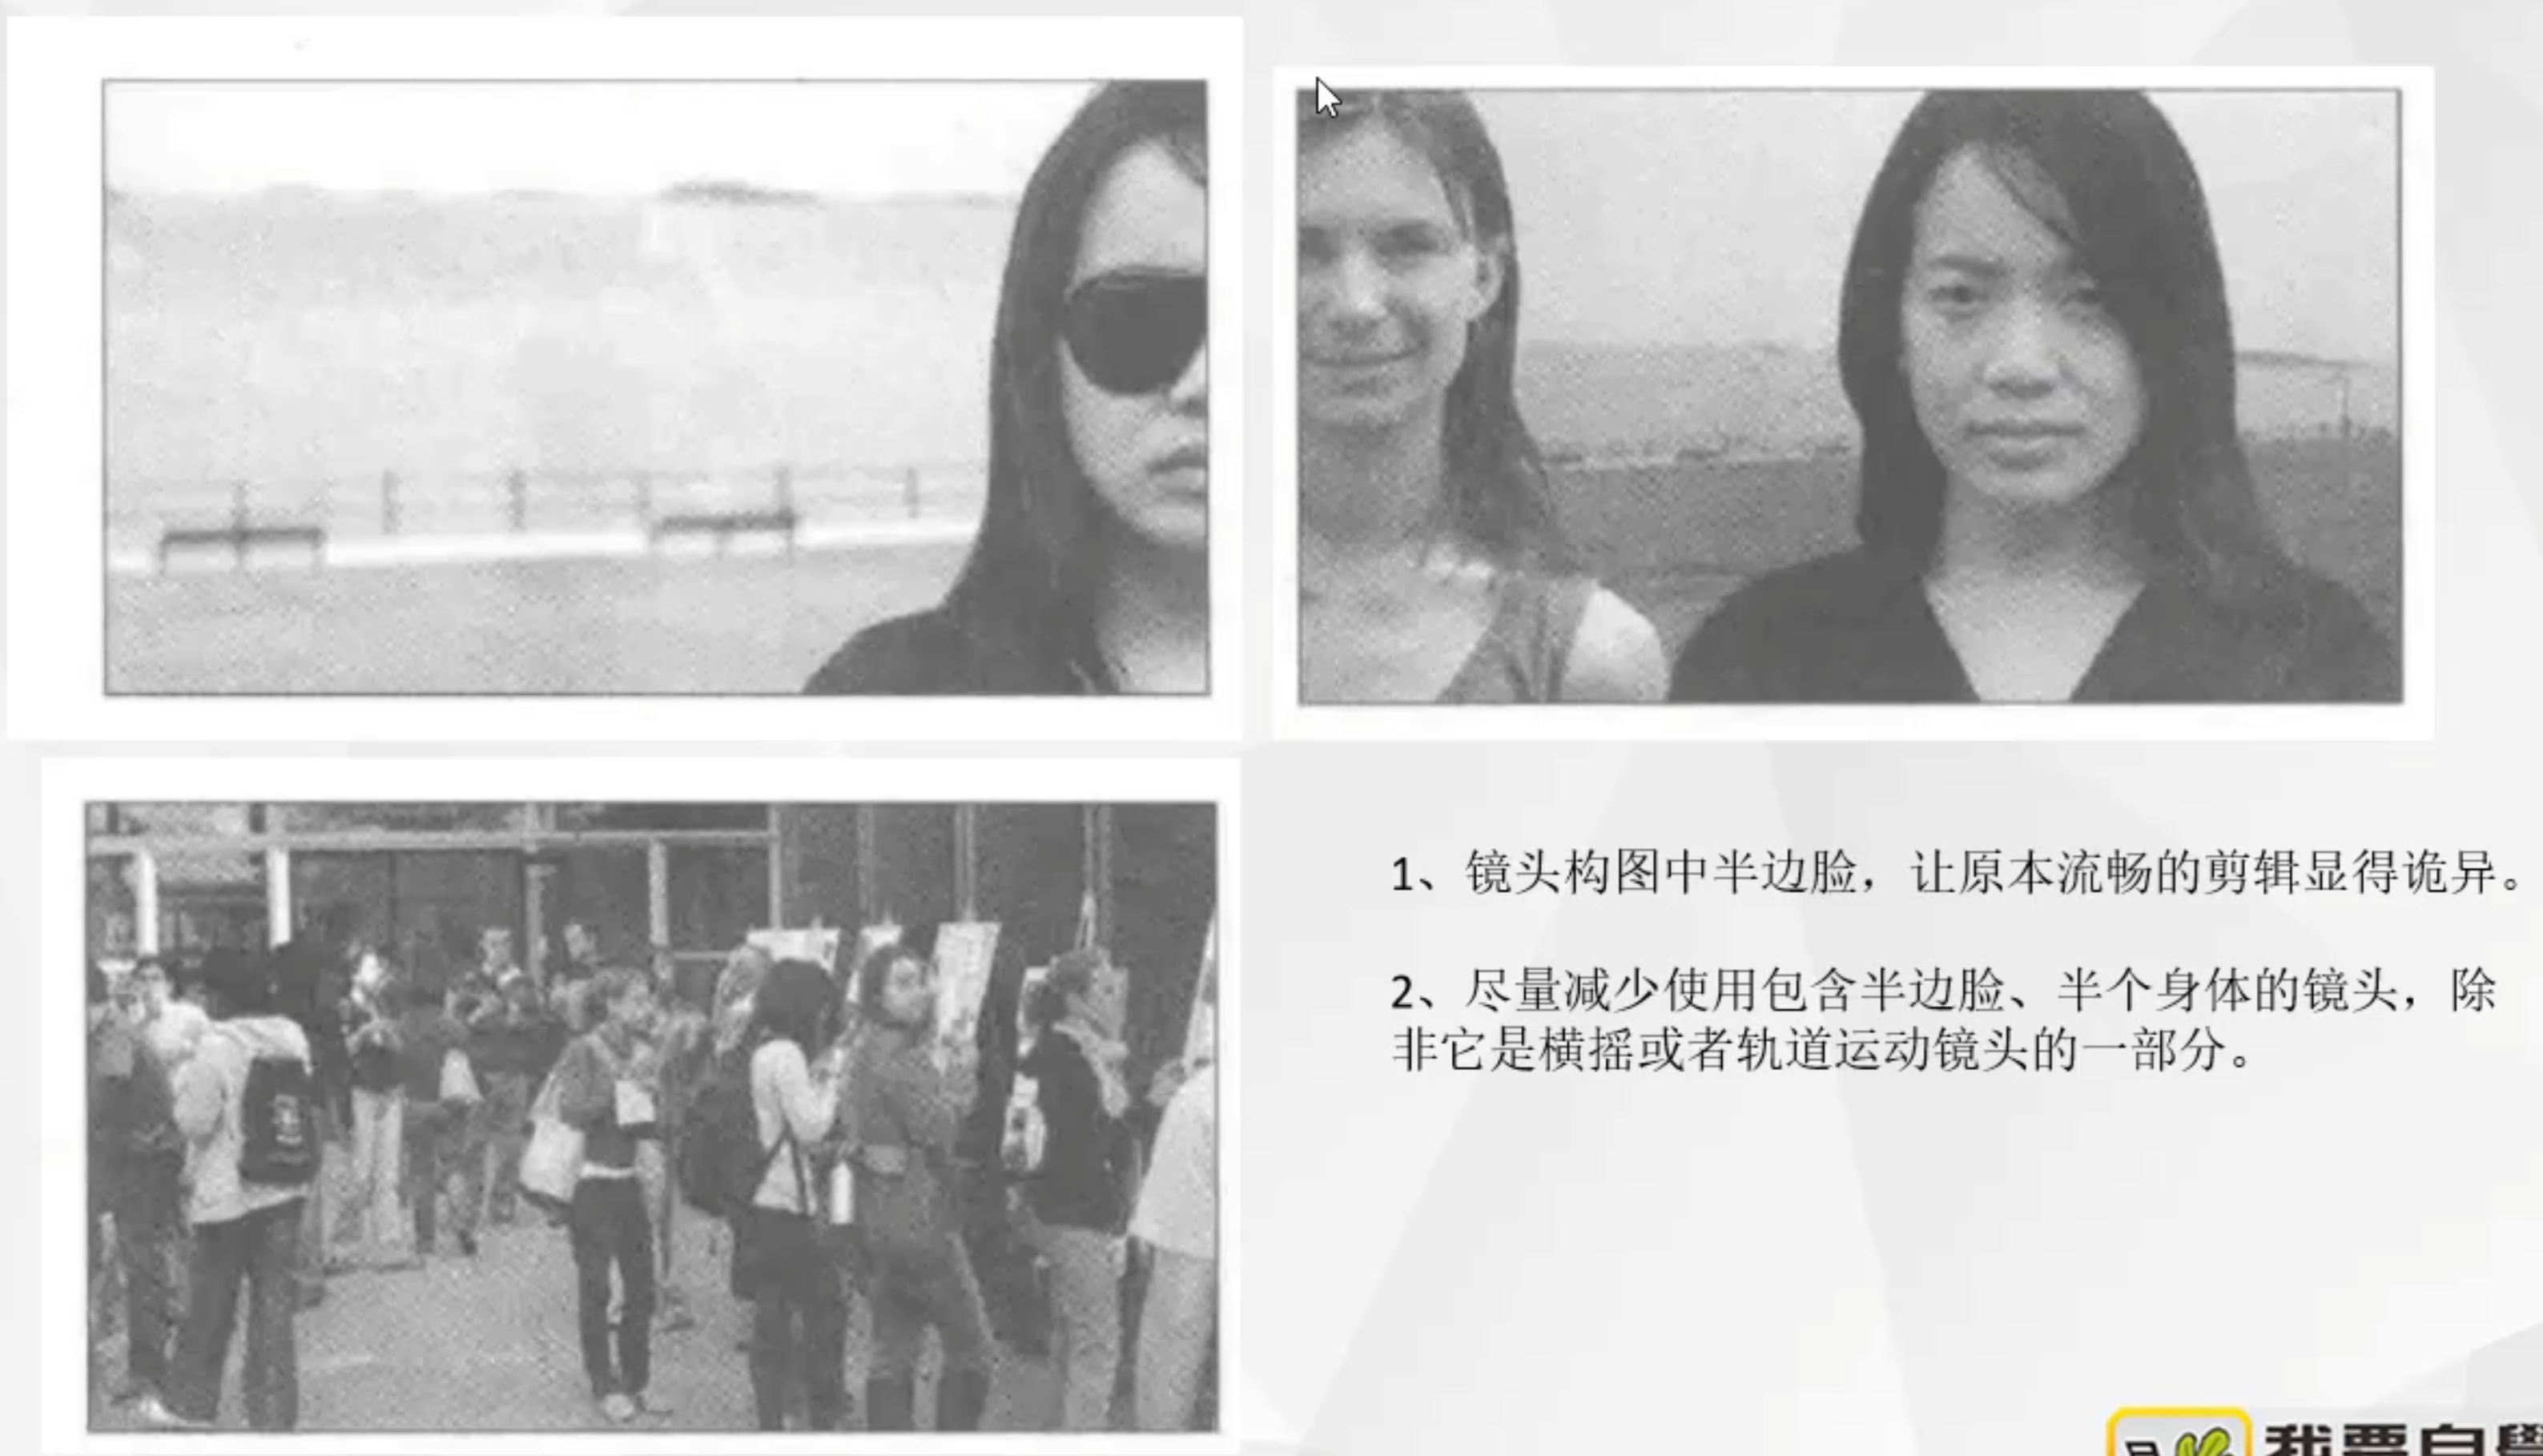 1、镜头构图中半边脸，让原本流畅的剪辑显得诡异。
2、尽量减少使用包含半边脸、半个身体的镜头，除
非它是横摇或者轨道运动镜头的一部分。
我要自學